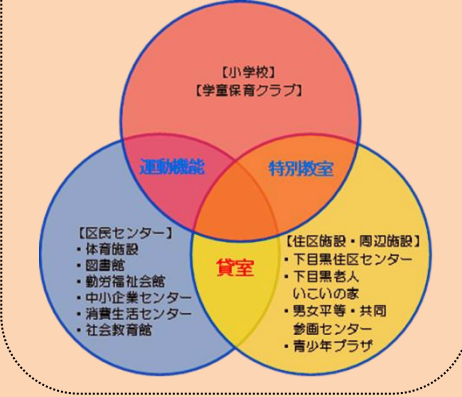 【小学校】
【学童保育クラブ】
運動機能
特別教室
【区民センター】
・体育施設
・図書館
・勤労福祉会館
・中小企業センター
・消費生活センター
・社会教育館
貸室
【住区施設・周辺施設】
・下目黒住区センター
・下目黒老人
いこいの家
・男女平等・共同
参画センター
・青少年プラザ